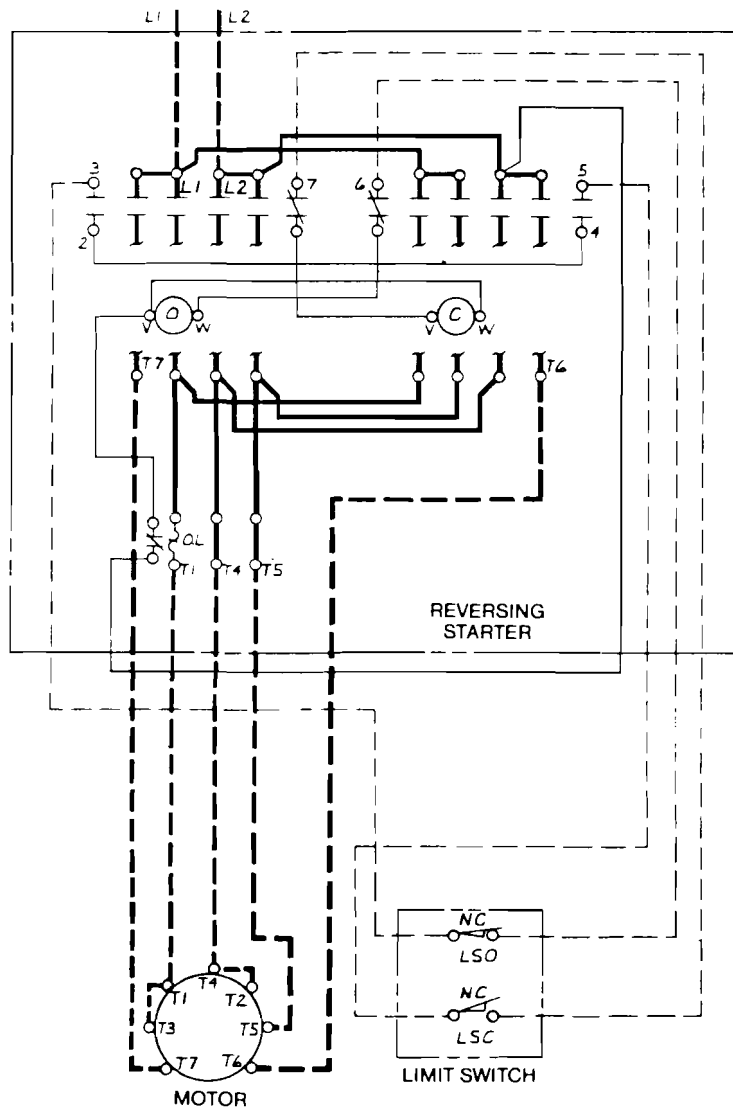 L1 L2
3 L1 L2 7 6 5
2 4
V O W V C W
T7 T6
OL
T1 T4 T5
REVERSING
STARTER
NC
LSO
T4
T1 T2
T3 T5
NC
LSC
T7 T6
LIMIT SWITCH
MOTOR